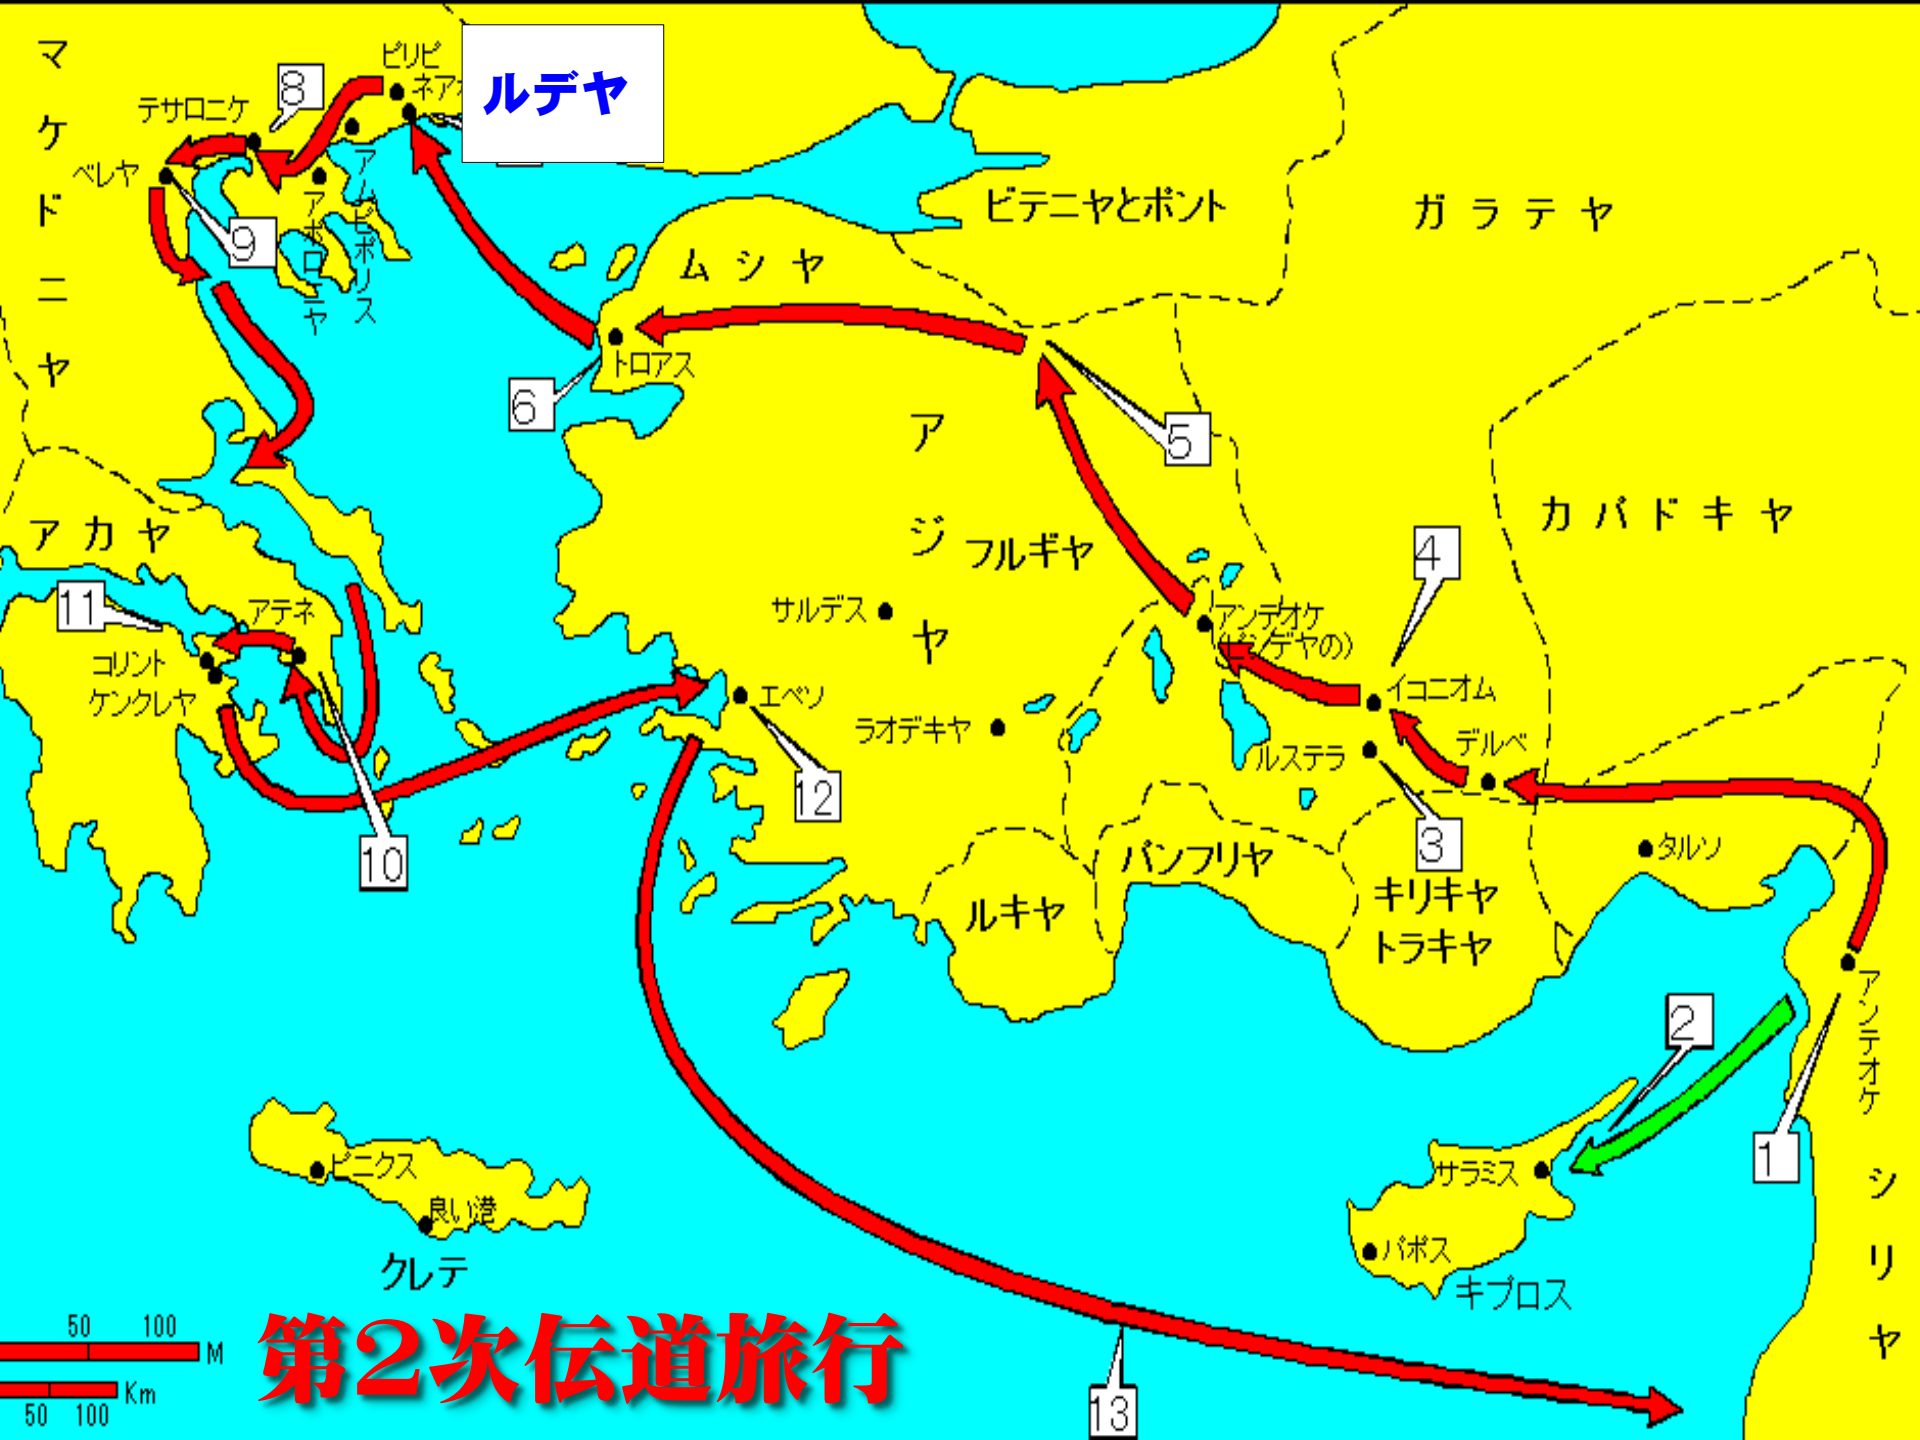 マケドニヤ
ピリピ
ネア
ルデヤ
8
テサロニケ
ベレヤ
アムピポリス
アポロニヤ
9
ムシヤ
ビテニヤとポント
ガラテヤ
トロアス
6
5
アジヤ
フルギヤ
カパドキヤ
4
アカヤ
11
アテネ
コリント
ケンクレヤ
サルデス
アンテオケ
(ピシデヤの)
エペソ
ラオデキヤ
イコニオム
ルステラ
デルベ
12
10
3
パンフリヤ
タルソ
ルキヤ
キリキヤ
トラキヤ
アンテオケ
2
1
シリヤ
サラミス
パポス
キプロス
ピニクス
良い港
クレテ
50 100
M
Km
50 100
第2次伝道旅行
13